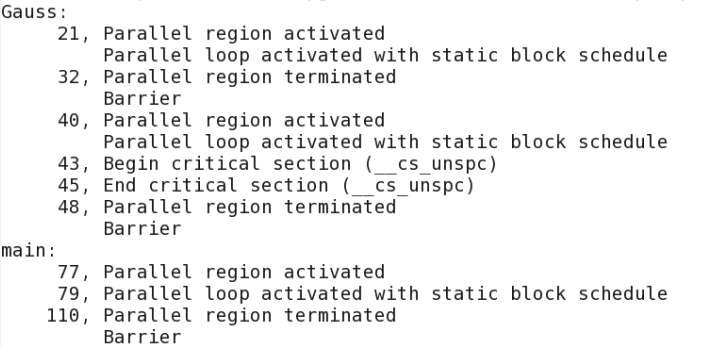 Gauss:
21, Parallel region activated
Parallel loop activated with static block schedule
32, Parallel region terminated
Barrier
40, Parallel region activated
Parallel loop activated with static block schedule
43, Begin critical section (__cs_unspc)
45, End critical section (__cs_unspc)
48, Parallel region terminated
Barrier
main:
77, Parallel region activated
79, Parallel loop activated with static block schedule
110, Parallel region terminated
Barrier